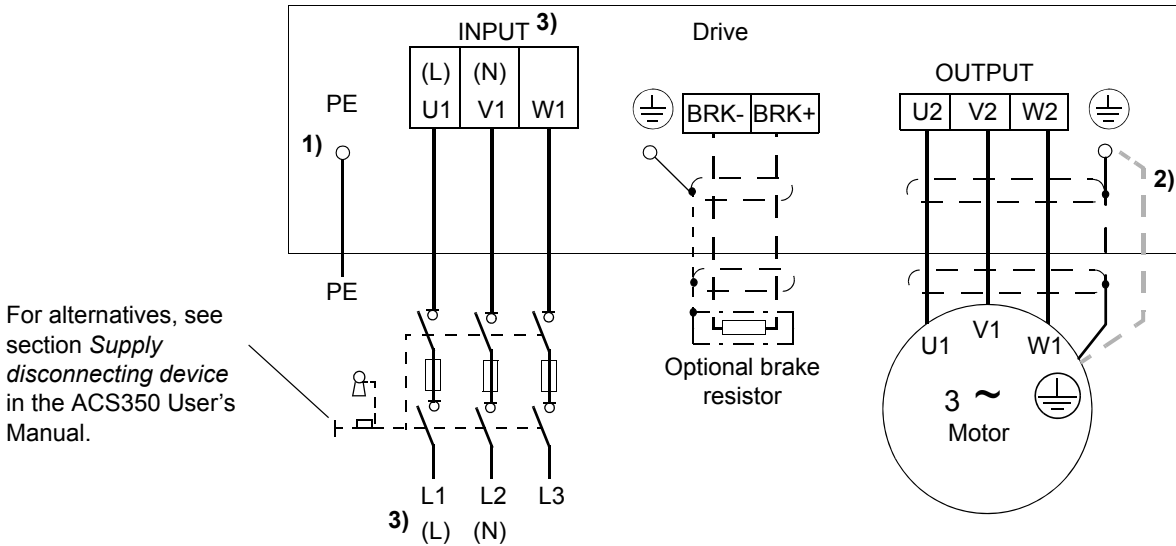 INPUT 3)
Drive
(L) (N)
U1 V1 W1
PE
1)
BRK- BRK+
OUTPUT
U2 V2 W2
2)
PE
For alternatives, see
section Supply
disconnecting device
in the ACS350 User's
Manual.
Optional brake
resistor
U1 V1 W1
3 ~
Motor
L1 L2 L3
3) (L) (N)